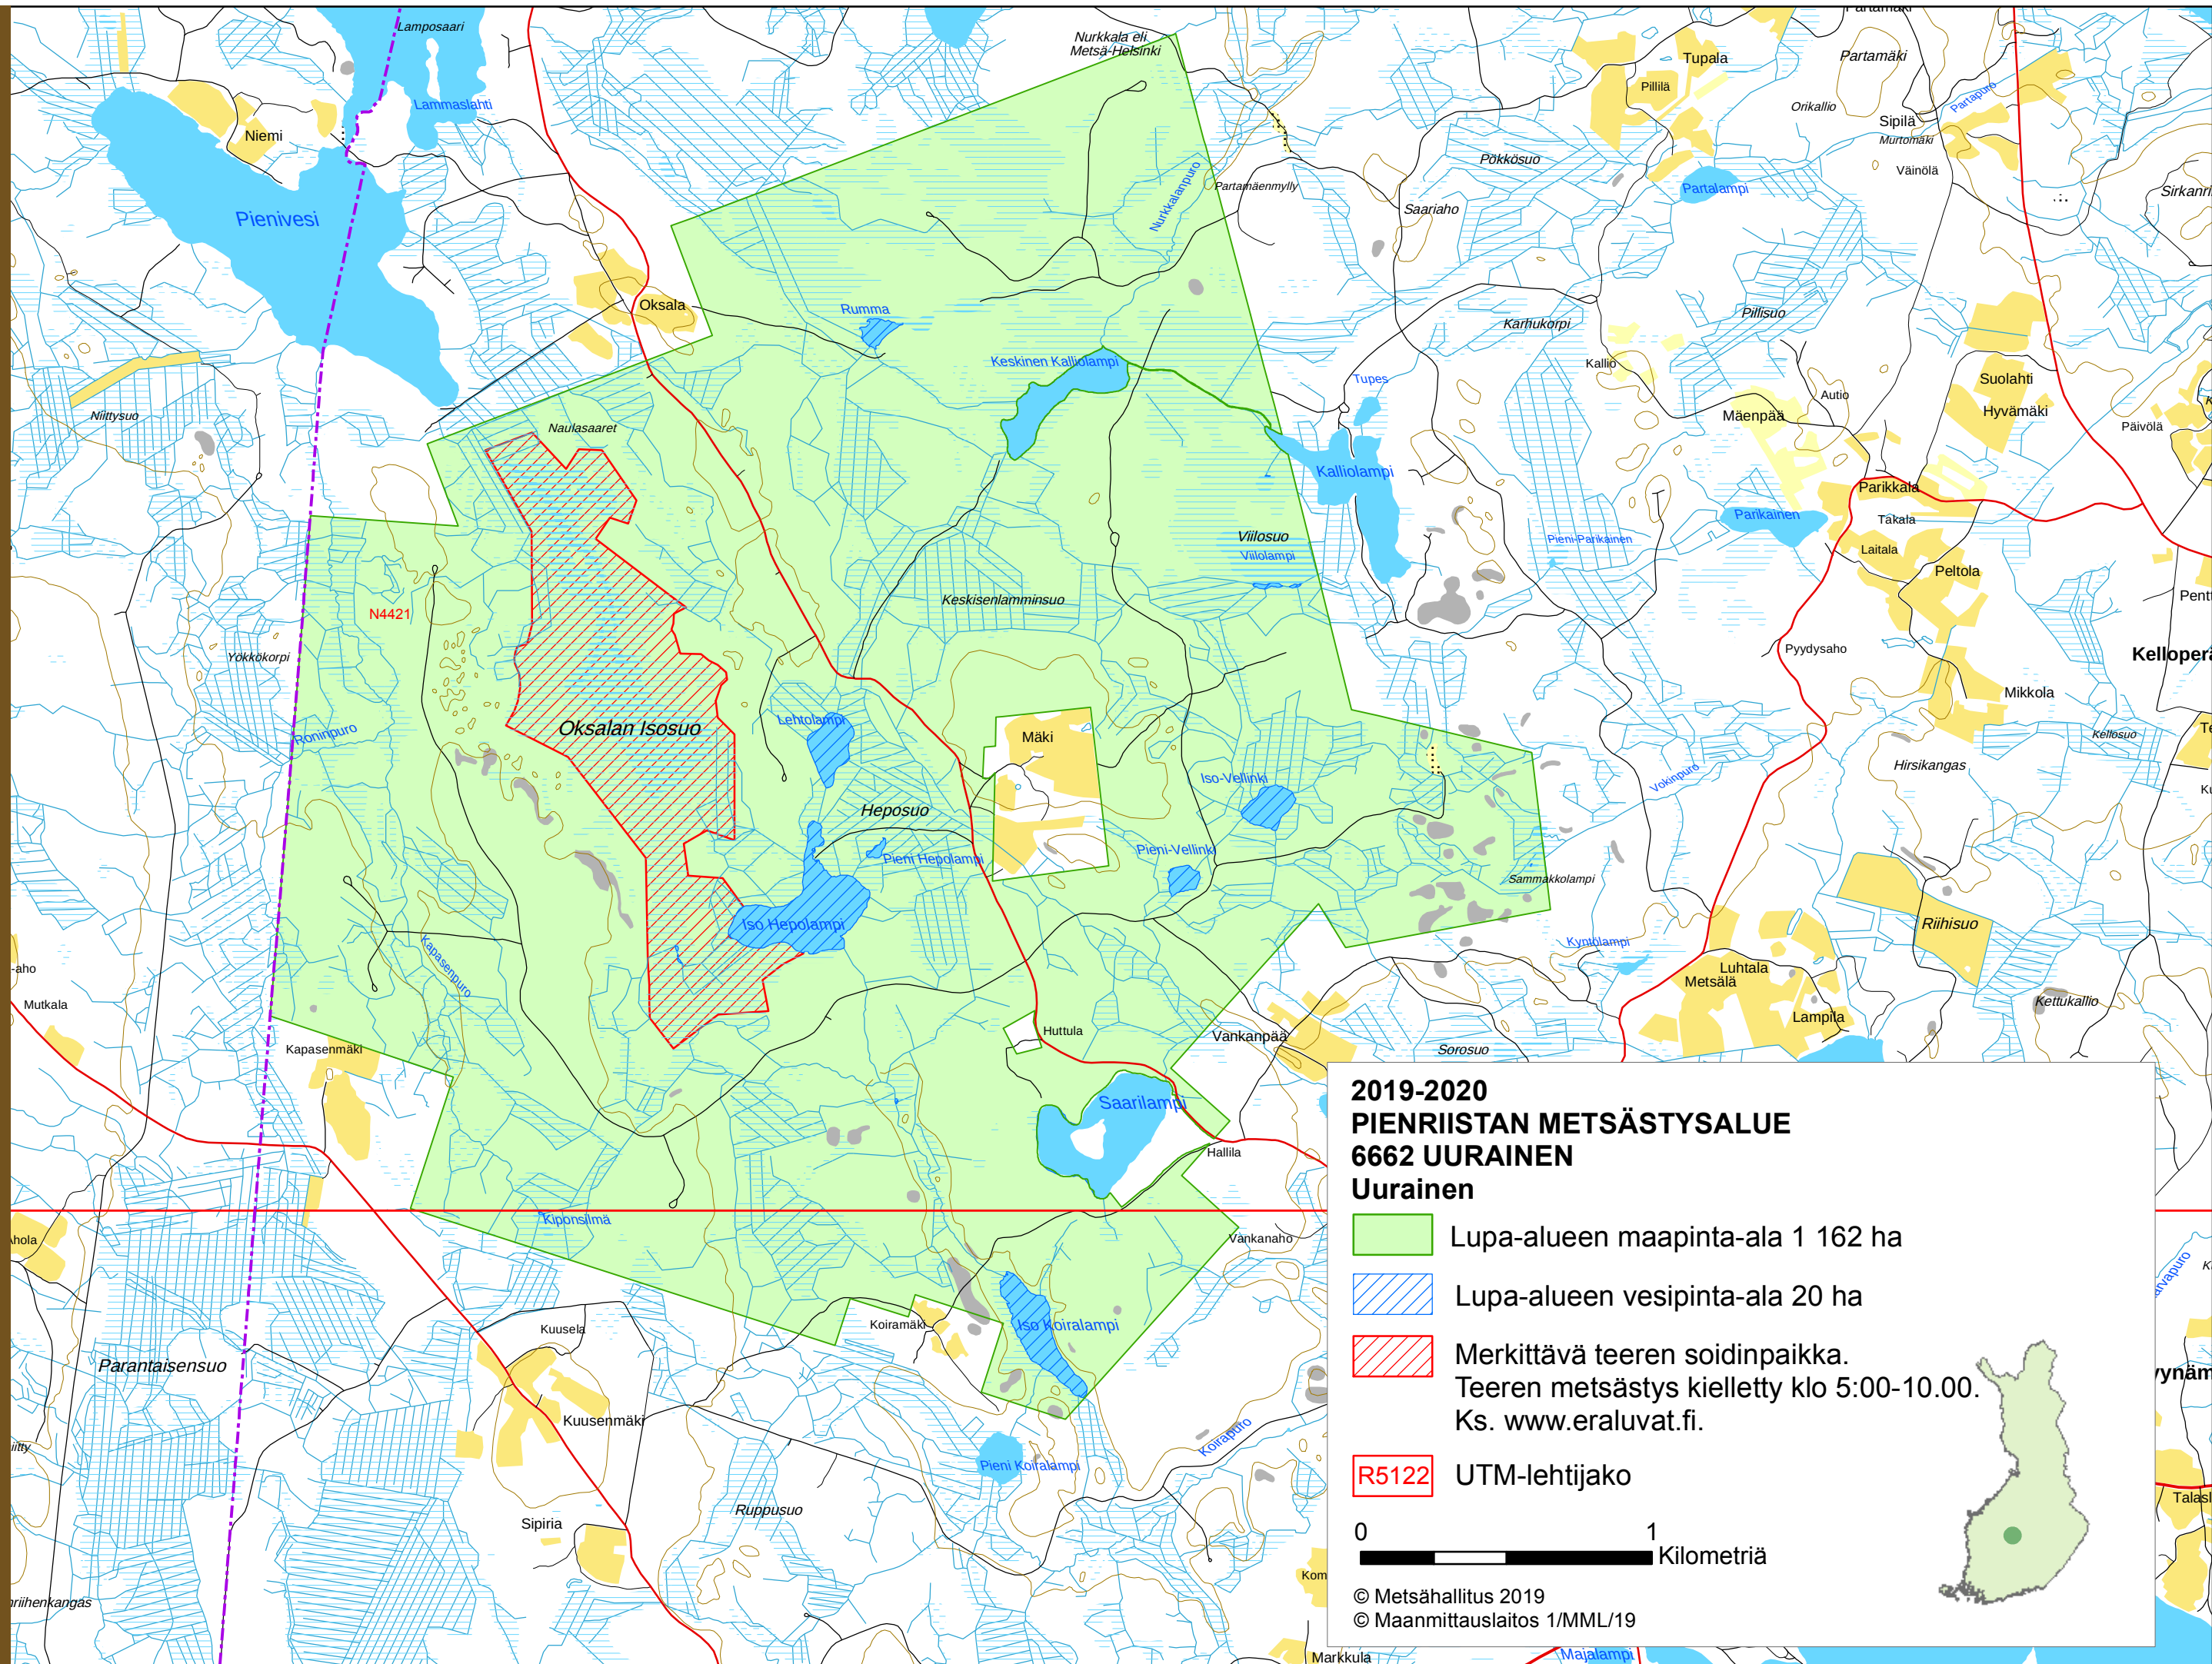 Lamposaari
Nurkkala eli
Metsä-Helsinki
Tupala
Partamäki
Pillilä
Lammaslahti
Orikallio
Partapuro
Niemi
Sipilä
Murtomäki
Pökkösuo
Väinölä
Nurkkalanpuro
Partamäenmylly
Partalampi
Saariaho
Pienivesi
Oksala
Rumma
Karhukorpi
Pillisuo
Keskinen Kalliolampi
Kallio
Tupes
Suolahti
Autio
Niittysuo
Naulasaaret
Mäenpää
Hyvämäki
Päivölä
Kalliolampi
Parikkala
Parikainen
Takala
Viilosuo
Pieni-Parikainen
Viilolampi
Laitala
Peltola
Keskisenlamminsuo
N4421
Yökkökorpi
Pyydysaho
Mikkola
Roninpuro
Oksalan Isosuo
Lehtolampi
Mäki
Kellosuo
Iso-Vellinki
Vokinpuro
Hirsikangas
Heposuo
Pieni Hepolampi
Pieni-Vellinki
Sammakkolampi
Iso Hepolampi
Riihisuo
Kapasenpuro
Kyntölampi
-aho
Luhtala
Metsälä
Mutkala
Kettukallio
Lampila
Huttula
Vankanpää
Kapasenmäki
Sorosuo
Saarilampi
Hallila
Kiponsilmä
Vankanaho
Koiramäki
Iso Koiralampi
Kuusela
Parantaisensuo
Kuusenmäki
Koirapuro
Pieni Koiralampi
Ruppusuo
Sipiria
Markkula
Majalampi
2019-2020
PIENRIISTAN METSÄSTYSALUE
6662 UURAINEN
Uurainen
Lupa-alueen maapinta-ala 1 162 ha
Lupa-alueen vesipinta-ala 20 ha
Merkittävä teeren soidinpaikka.
Teeren metsästys kielletty klo 5:00-10.00.
Ks. www.eraluvat.fi.
R5122 UTM-lehtijako
0 1
Kilometriä
© Metsähallitus 2019
© Maanmittauslaitos 1/MML/19